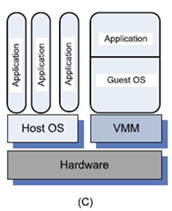 Application
Application
Application
Application
Guest OS
Host OS
VMM
Hardware
(C)